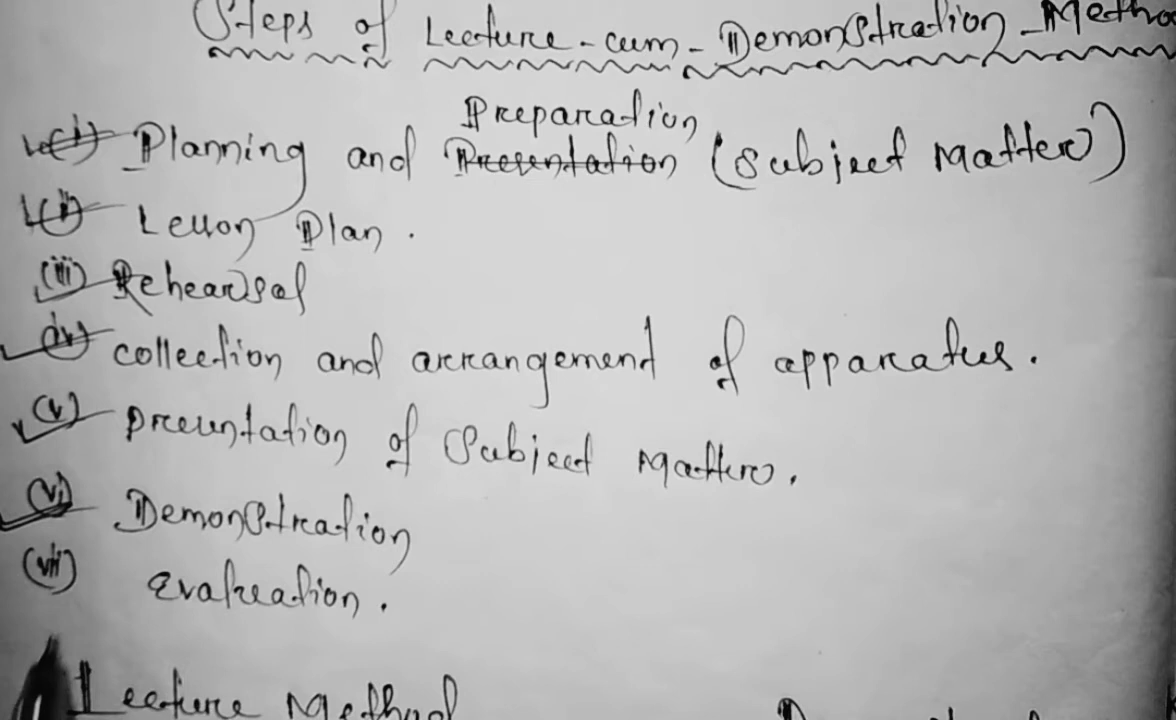 Steps of Lecture-cum-Demonstration Metho
Preparation
(i) Planning and Presentation (Subject Matter)
(ii) Lesson Plan.
(iii) Rehearsal
(iv) collection and arrangement of apparatus.
(v) presentation of Subject Matter.
(vi) Demonstration
(vii) Evaluation.
Lecture Method